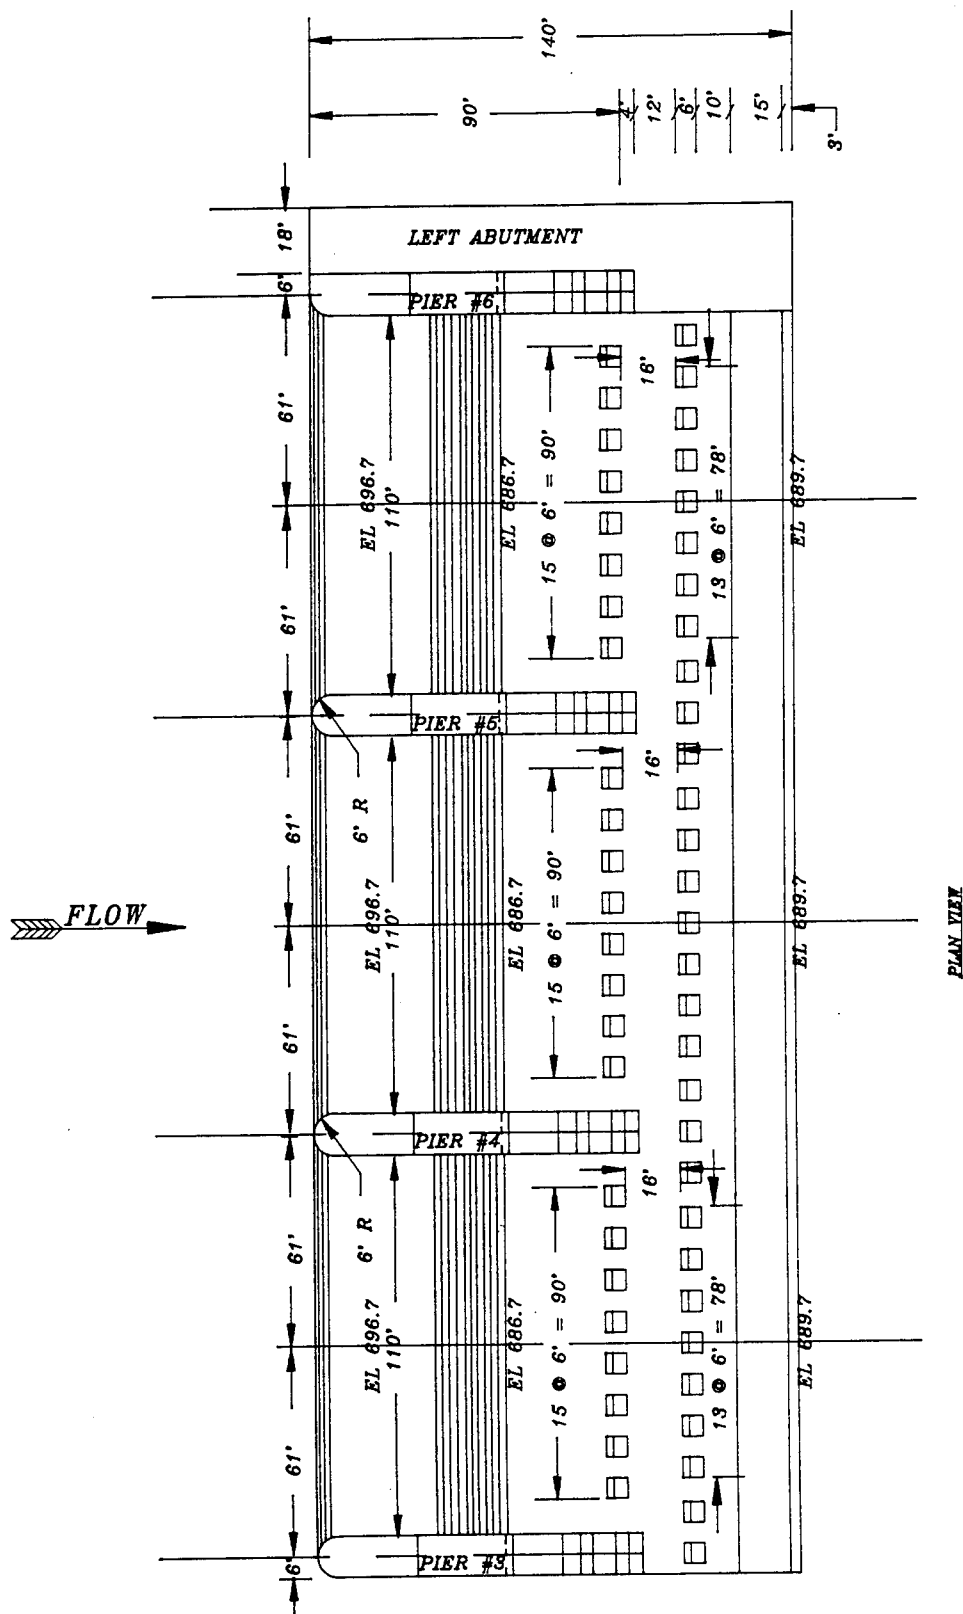 140'
90'
4'
12'
6'
10'
15'
3'
18'
LEFT ABUTMENT
6'
PIER #6
61'
EL 696.7
110'
EL 686.7
15 @ 6' = 90'
16'
13 @ 6' = 78'
EL 689.7
61'
PIER #5
6' R
61'
EL 696.7
110'
EL 686.7
15 @ 6' = 90'
16'
EL 689.7
FLOW
PLAN VIEW
61'
PIER #4
6' R
61'
EL 696.7
110'
EL 686.7
15 @ 6' = 90'
16'
13 @ 6' = 78'
EL 689.7
61'
6'
PIER #3